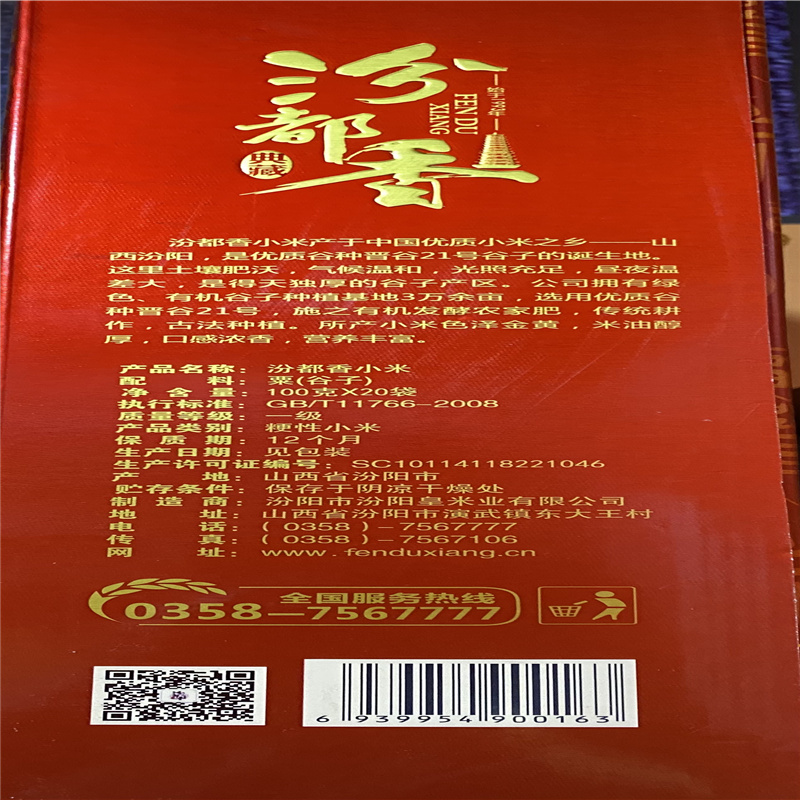 汾都香
FEN DU
XIANG
典藏
汾都香小米产于中国优质小米之乡——山
西汾阳，是优质谷种晋谷21号谷子的诞生地。
这里土壤肥沃，气候温和，光照充足，昼夜温
差大，是得天独厚的谷子产区。公司拥有绿
色、有机谷子种植基地3万余亩，选用优质谷
种晋谷21号，施之有机发酵农家肥，传统耕
作，古法种植。所产小米色泽金黄，米油醇
厚，口感浓香，营养丰富。
产品名称：汾都香小米
配料：粟(谷子)
净含量：100克X20袋
执行标准：GB/T11766-2008
质量等级：一级
产品类别：粳性小米
保质期：12个月
生产日期：见包装
生产许可证编号：SC10114118221046
产地：山西省汾阳市
贮存条件：保存于阴凉干燥处
制造商：汾阳市汾阳皇米业有限公司
地址：山西省汾阳市演武镇东大王村
电话：(0358)-7567777
传真：(0358)-7567106
网址：www.fenduxiang.cn
全国服务热线
0358-7567777
6 939954 900163